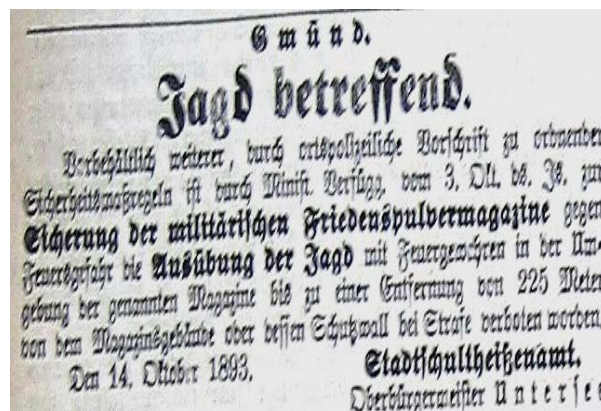 Gmünd.
Jagd betreffend.
Vorbehältlich weiterer, durch ortspolizeiliche Vorschrift zu ordnender
Sicherheitsmaßregeln ist durch Minist. Verfügg. vom 3. Okt. ds. Js. zur
Sicherung der militärischen Friedenspulvermagazine gegen
Feuersgefahr die Ausübung der Jagd mit Feuergewehren in der Um-
gebung der genannten Magazine bis zu einer Entfernung von 225 Meter
von dem Magazinsgebäude oder dessen Schutzwall bei Strafe verboten worden.
Den 14. Oktober 1893.
Stadtschultheißenamt.
Oberbürgermeister Untersee